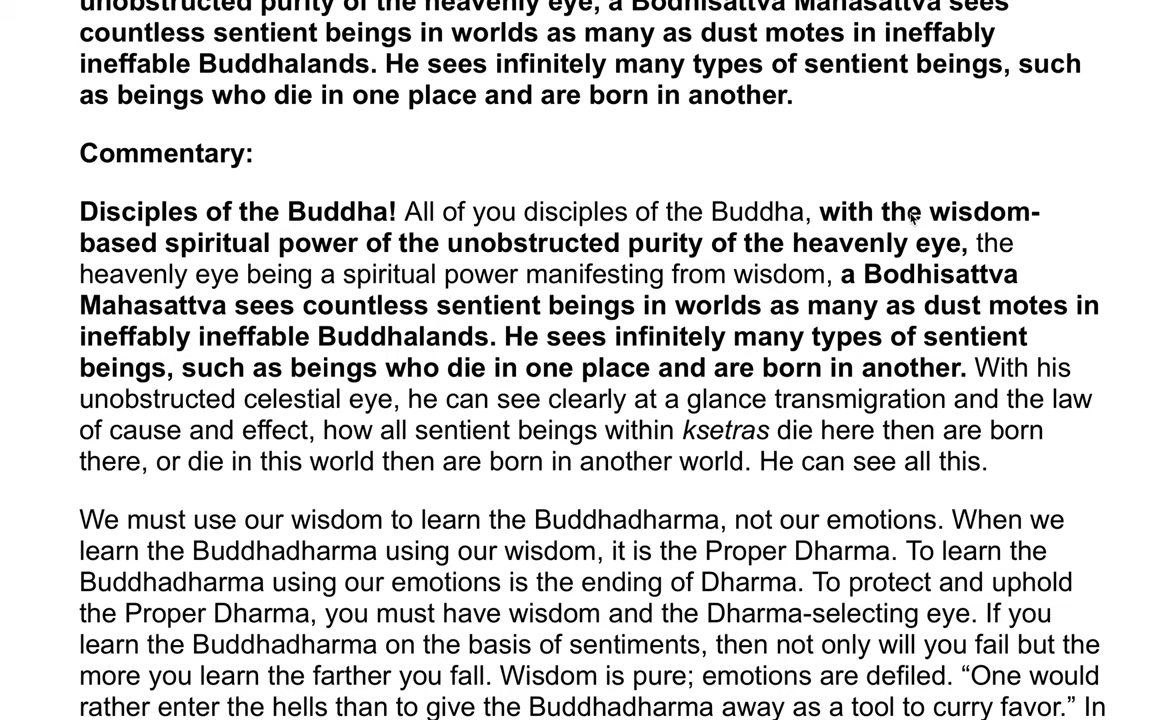 unobstructed purity of the heavenly eye, a Bodhisattva Mahasattva sees
countless sentient beings in worlds as many as dust motes in ineffably
ineffable Buddhalands. He sees infinitely many types of sentient beings, such
as beings who die in one place and are born in another.
Commentary:
Disciples of the Buddha! All of you disciples of the Buddha, with the wisdom-
based spiritual power of the unobstructed purity of the heavenly eye, the
heavenly eye being a spiritual power manifesting from wisdom, a Bodhisattva
Mahasattva sees countless sentient beings in worlds as many as dust motes in
ineffably ineffable Buddhalands. He sees infinitely many types of sentient
beings, such as beings who die in one place and are born in another. With his
unobstructed celestial eye, he can see clearly at a glance transmigration and the law
of cause and effect, how all sentient beings within ksetras die here then are born
there, or die in this world then are born in another world. He can see all this.
We must use our wisdom to learn the Buddhadharma, not our emotions. When we
learn the Buddhadharma using our wisdom, it is the Proper Dharma. To learn the
Buddhadharma using our emotions is the ending of Dharma. To protect and uphold
the Proper Dharma, you must have wisdom and the Dharma-selecting eye. If you
learn the Buddhadharma on the basis of sentiments, then not only will you fail but the
more you learn the farther you fall. Wisdom is pure; emotions are defiled. “One would
rather enter the hells than to give the Buddhadharma away as a tool to curry favor.” In